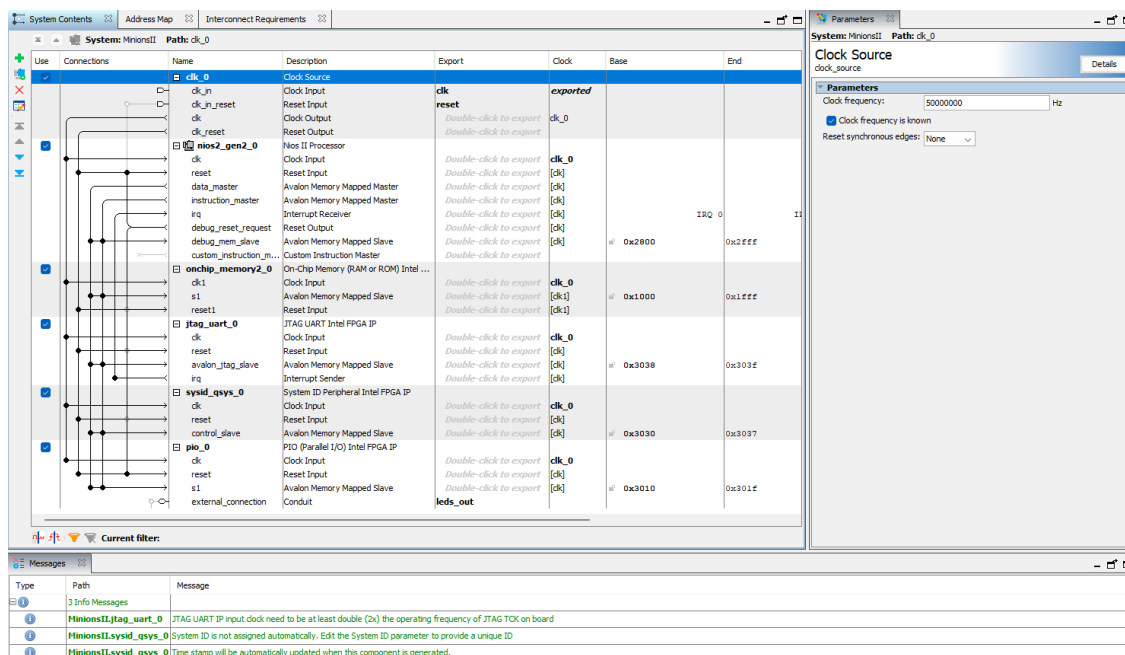 System Contents Address Map Interconnect Requirements
System: MinionsII Path: clk_0
Use Connections Name Description Export Clock Base End
clk_0 Clock Source
clk_in Clock Input clk exported
clk_in_reset Reset Input reset
clk Clock Output Double-click to export clk_0
clk_reset Reset Output Double-click to export
nios2_gen2_0 Nios II Processor
clk Clock Input Double-click to export clk_0
reset Reset Input Double-click to export [clk]
data_master Avalon Memory Mapped Master Double-click to export [clk]
instruction_master Avalon Memory Mapped Master Double-click to export [clk]
irq Interrupt Receiver Double-click to export [clk] IRQ 0
debug_reset_request Reset Output Double-click to export [clk]
debug_mem_slave Avalon Memory Mapped Slave Double-click to export [clk] 0x2800 0x2fff
custom_instruction_m... Custom Instruction Master Double-click to export
onchip_memory2_0 On-Chip Memory (RAM or ROM) Intel ...
clk1 Clock Input Double-click to export clk_0
s1 Avalon Memory Mapped Slave Double-click to export [clk1] 0x1000 0x1fff
reset1 Reset Input Double-click to export [clk1]
jtag_uart_0 JTAG UART Intel FPGA IP
clk Clock Input Double-click to export clk_0
reset Reset Input Double-click to export [clk]
avalon_jtag_slave Avalon Memory Mapped Slave Double-click to export [clk] 0x3038 0x303f
irq Interrupt Sender Double-click to export [clk]
sysid_qsys_0 System ID Peripheral Intel FPGA IP
clk Clock Input Double-click to export clk_0
reset Reset Input Double-click to export [clk]
control_slave Avalon Memory Mapped Slave Double-click to export [clk] 0x3030 0x3037
pio_0 PIO (Parallel I/O) Intel FPGA IP
clk Clock Input Double-click to export clk_0
reset Reset Input Double-click to export [clk]
s1 Avalon Memory Mapped Slave Double-click to export [clk] 0x3010 0x301f
external_connection Conduit leds_out
Current filter:
Parameters
System: MinionsII Path: clk_0
Clock Source
clock_source
Details
Parameters
Clock frequency: 50000000 Hz
Clock frequency is known
Reset synchronous edges: None
Messages
Type Path Message
3 Info Messages
MinionsII.jtag_uart_0 JTAG UART IP input clock need to be at least double (2x) the operating frequency of JTAG TCK on board
MinionsII.sysid_qsys_0 System ID is not assigned automatically. Edit the System ID parameter to provide a unique ID
MinionsII.sysid_qsys_0 Time stamp will be automatically updated when this component is generated.